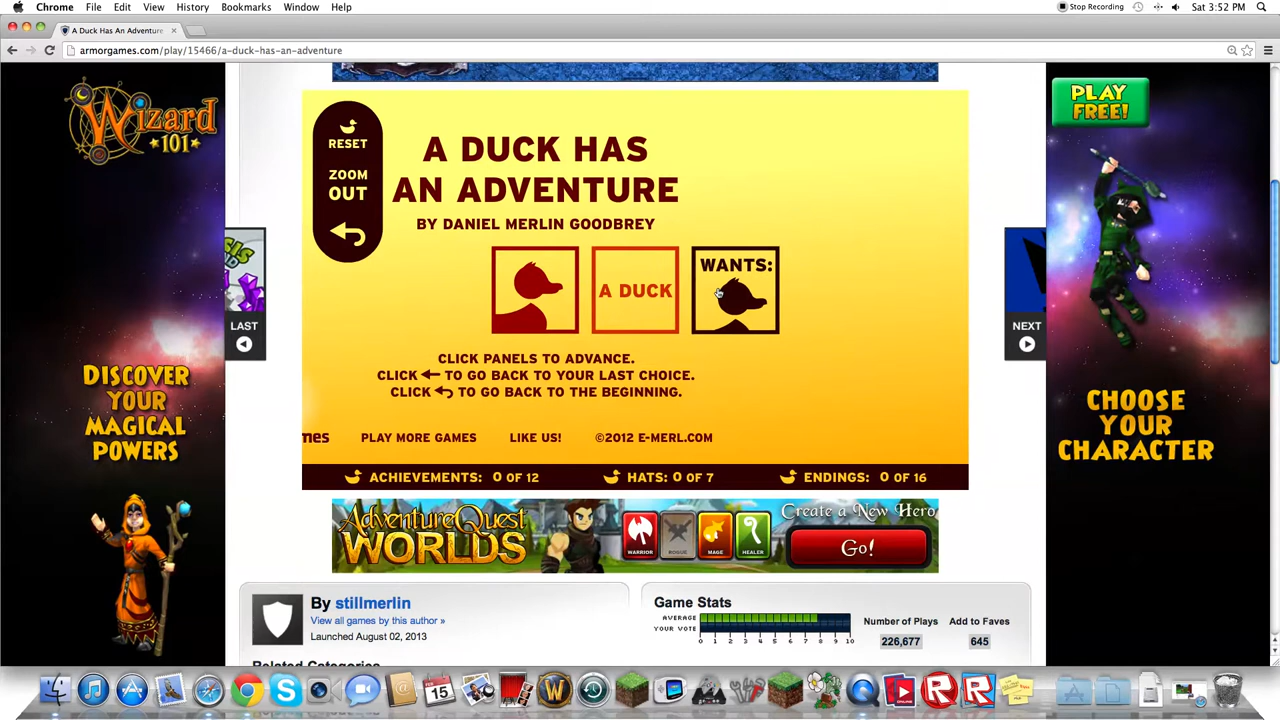 Chrome File Edit View History Bookmarks Window Help
Stop Recording
Sat 3:52 PM
A Duck Has An Adventure
armorgames.com/play/15466/a-duck-has-an-adventure
Wizard
101
DISCOVER
YOUR
MAGICAL
POWERS
LAST
RESET
ZOOM
OUT
A DUCK HAS
AN ADVENTURE
BY DANIEL MERLIN GOODBREY
A DUCK
WANTS:
CLICK PANELS TO ADVANCE.
CLICK ← TO GO BACK TO YOUR LAST CHOICE.
CLICK ↩ TO GO BACK TO THE BEGINNING.
mes PLAY MORE GAMES LIKE US! ©2012 E-MERL.COM
ACHIEVEMENTS: 0 OF 12 HATS: 0 OF 7 ENDINGS: 0 OF 16
NEXT
PLAY
FREE!
CHOOSE
YOUR
CHARACTER
AdventureQuest
WORLDS
WARRIOR ROGUE MAGE HEALER
Create a New Hero
Go!
By stillmerlin
View all games by this author »
Launched August 02, 2013
Related Categories
Game Stats
AVERAGE
YOUR VOTE
0 1 2 3 4 5 6 7 8 9 10
Number of Plays
226,677
Add to Faves
645
FEB
15